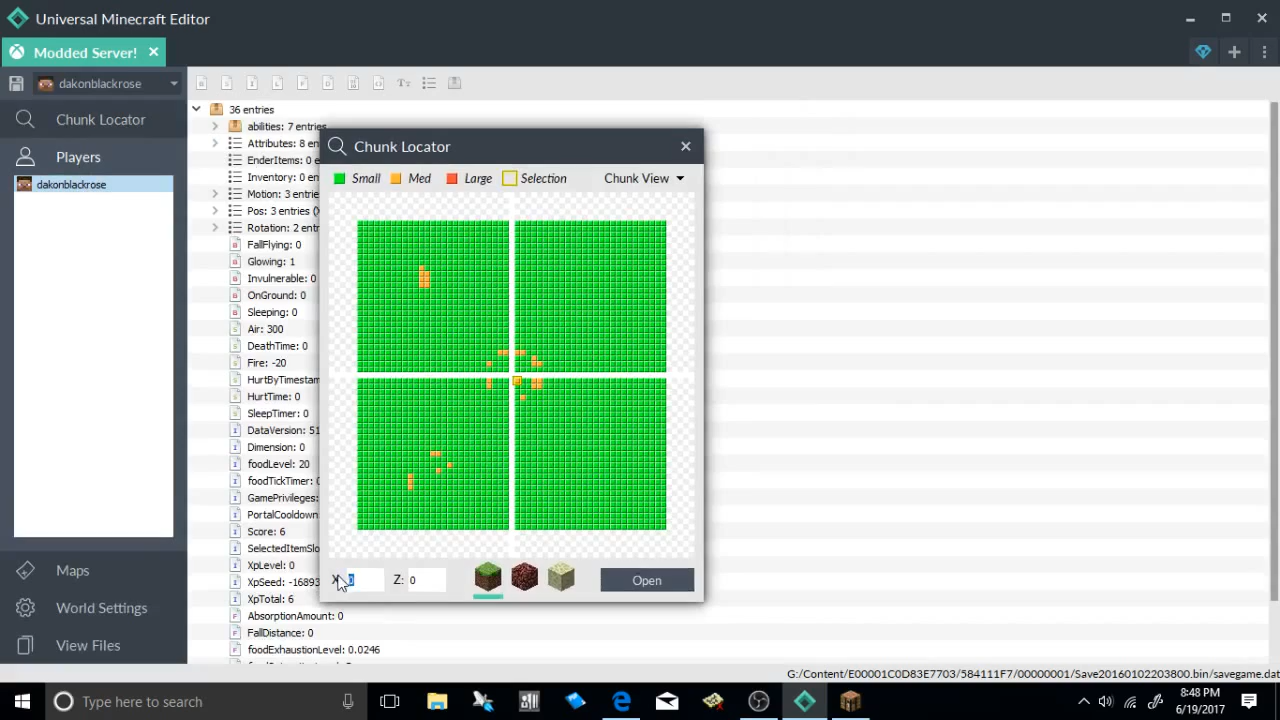 Universal Minecraft Editor
Modded Server!
dakonblackrose
Chunk Locator
Players
dakonblackrose
Maps
World Settings
View Files
36 entries
abilities: 7 entries
Attributes: 8 en
EnderItems: 0 e
Inventory: 0 ent
Motion: 3 entrie
Pos: 3 entries (X
Rotation: 2 entr
FallFlying: 0
Glowing: 1
Invulnerable: 0
OnGround: 0
Sleeping: 0
Air: 300
DeathTime: 0
Fire: -20
HurtByTimestam
HurtTime: 0
SleepTimer: 0
DataVersion: 51
Dimension: 0
foodLevel: 20
foodTickTimer: 0
GamePrivileges:
PortalCooldown:
Score: 6
SelectedItemSlo
XpLevel: 0
XpSeed: -16893
XpTotal: 6
AbsorptionAmount: 0
FallDistance: 0
foodExhaustionLevel: 0.0246
Chunk Locator
Small Med Large Selection Chunk View
X: 0 Z: 0 Open
G:/Content/E00001C0D83E7703/584111F7/00000001/Save20160102203800.bin/savegame.dat
Type here to search
8:48 PM
6/19/2017